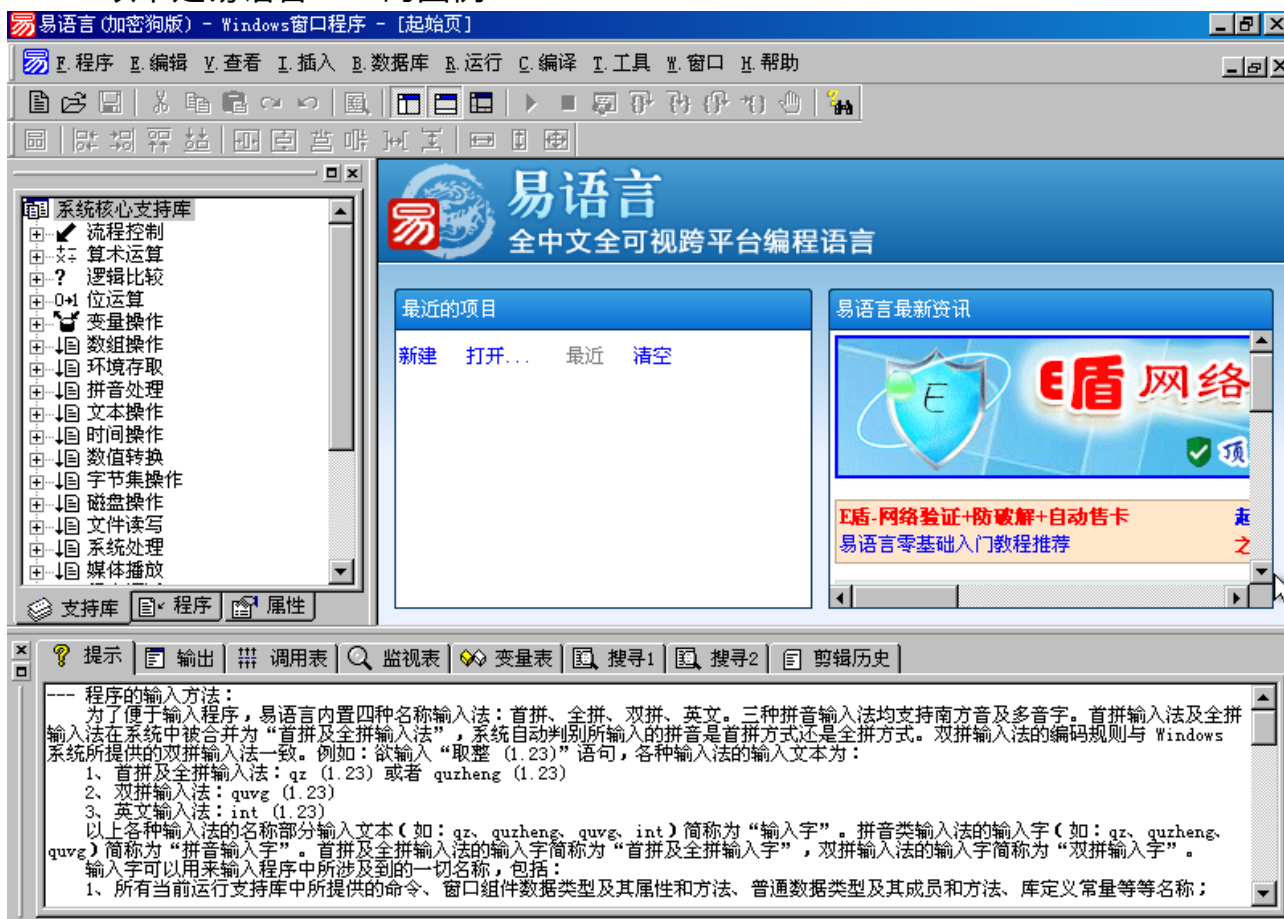 易语言(加密狗版) - Windows窗口程序 - [起始页]
F.程序 E.编辑 V.查看 I.插入 B.数据库 R.运行 C.编译 T.工具 W.窗口 H.帮助
系统核心支持库
流程控制
算术运算
逻辑比较
位运算
变量操作
数组操作
环境存取
拼音处理
文本操作
时间操作
数值转换
字节集操作
磁盘操作
文件读写
系统处理
媒体播放
支持库 程序 属性
易
易语言
全中文全可视跨平台编程语言
最近的项目
新建 打开... 最近 清空
易语言最新资讯
E
E盾 网络
顶
E盾-网络验证+防破解+自动售卡
易语言零基础入门教程推荐 之
提示 输出 调用表 监视表 变量表 搜寻1 搜寻2 剪辑历史
--- 程序的输入方法:
为了便于输入程序,易语言内置四种名称输入法:首拼、全拼、双拼、英文。三种拼音输入法均支持南方音及多音字。首拼输入法及全拼
输入法在系统中被合并为“首拼及全拼输入法”,系统自动判别所输入的拼音是首拼方式还是全拼方式。双拼输入法的编码规则与 Windows
系统所提供的双拼输入法一致。例如:欲输入“取整 (1.23)”语句,各种输入法的输入文本为:
1、首拼及全拼输入法:qz (1.23) 或者 quzheng (1.23)
2、双拼输入法:quvg (1.23)
3、英文输入法:int (1.23)
以上各种输入法的名称部分输入文本(如:qz、quzheng、quvg、int)简称为“输入字”。拼音类输入法的输入字(如:qz、quzheng、
quvg)简称为“拼音输入字”。首拼及全拼输入法的输入字简称为“首拼及全拼输入字”,双拼输入法的输入字简称为“双拼输入字”。
输入字可以用来输入程序中所涉及到的一切名称,包括:
1、所有当前运行支持库中所提供的命令、窗口组件数据类型及其属性和方法、普通数据类型及其成员和方法、库定义常量等等名称;